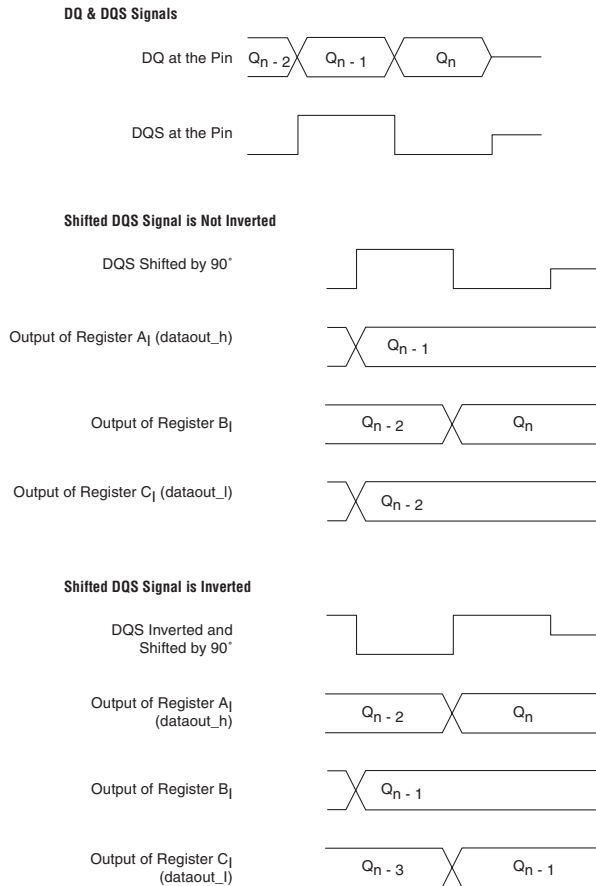 DQ & DQS Signals
DQ at the Pin
Qn - 2 Qn - 1 Qn
DQS at the Pin
Shifted DQS Signal is Not Inverted
DQS Shifted by 90˚
Output of Register AI (dataout_h)
Qn - 1
Output of Register BI
Qn - 2 Qn
Output of Register CI (dataout_l)
Qn - 2
Shifted DQS Signal is Inverted
DQS Inverted and
Shifted by 90˚
Output of Register AI
(dataout_h)
Qn - 2 Qn
Output of Register BI
Qn - 1
Output of Register CI
(dataout_l)
Qn - 3 Qn - 1